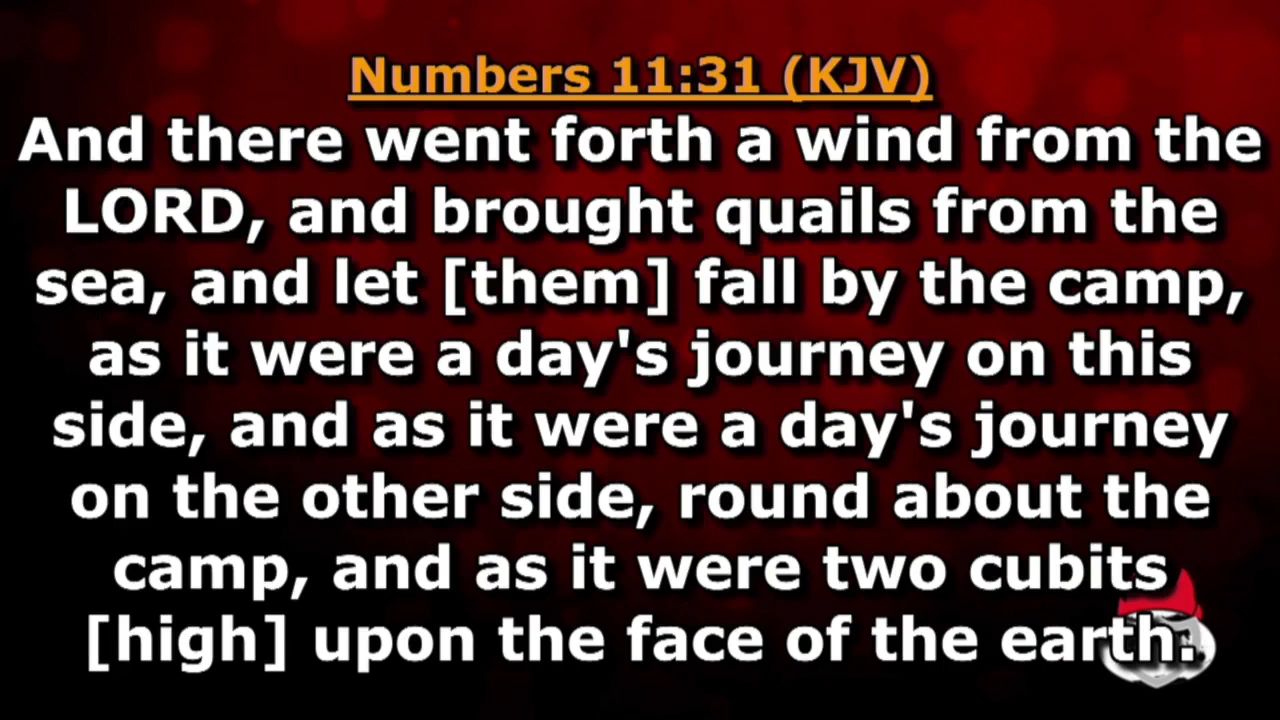 Numbers 11:31 (KJV)
And there went forth a wind from the
LORD, and brought quails from the
sea, and let [them] fall by the camp,
as it were a day's journey on this
side, and as it were a day's journey
on the other side, round about the
camp, and as it were two cubits
[high] upon the face of the earth.